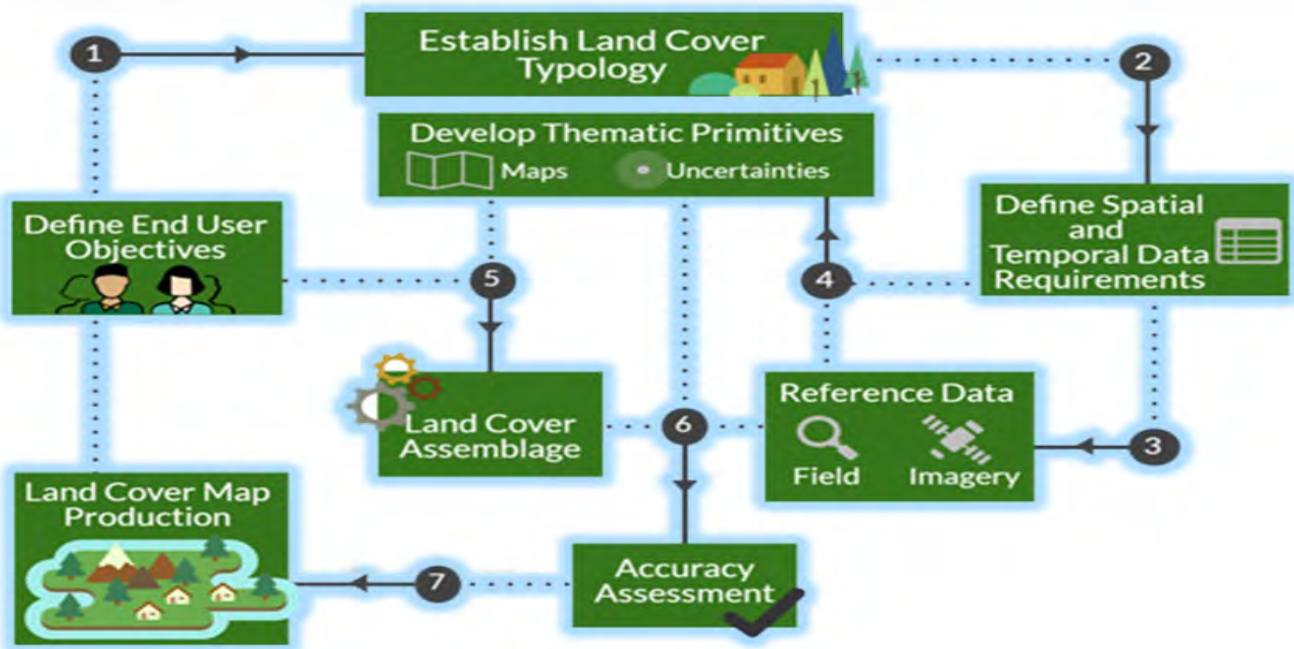 1
Establish Land Cover
Typology
2
Develop Thematic Primitives
Maps
Uncertainties
Define End User
Objectives
Define Spatial
and
Temporal Data
Requirements
5
4
Land Cover
Assemblage
6
Reference Data
Field
Imagery
3
Land Cover Map
Production
7
Accuracy
Assessment